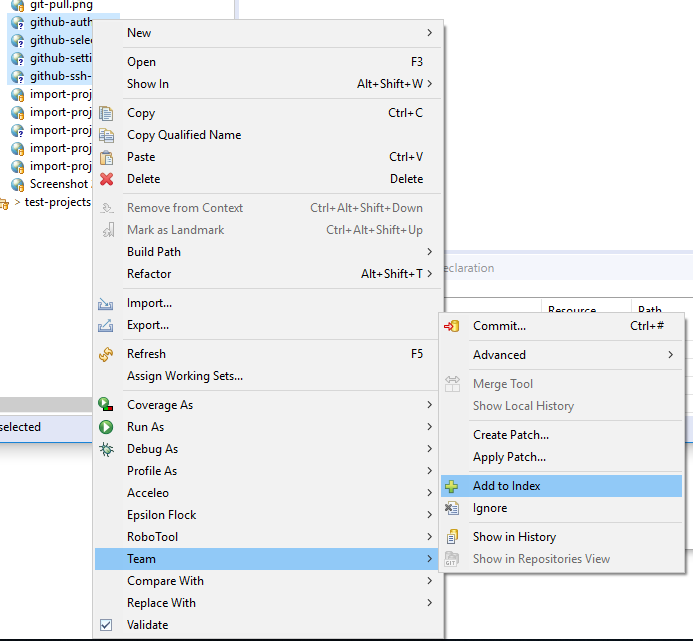 git-pull.png
github-auth
github-sele
github-setti
github-ssh-
import-proj
import-proj
import-proj
import-proj
import-proj
Screenshot
> test-projects
selected
New
Open F3
Show In Alt+Shift+W
Copy Ctrl+C
Copy Qualified Name
Paste Ctrl+V
Delete Delete
Remove from Context Ctrl+Alt+Shift+Down
Mark as Landmark Ctrl+Alt+Shift+Up
Build Path
Refactor Alt+Shift+T
Import...
Export...
Refresh F5
Assign Working Sets...
Coverage As
Run As
Debug As
Profile As
Acceleo
Epsilon Flock
RoboTool
Team
Compare With
Replace With
Validate
eclaration
Resource Path
Commit... Ctrl+#
Advanced
Merge Tool
Show Local History
Create Patch...
Apply Patch...
Add to Index
Ignore
Show in History
GIT Show in Repositories View